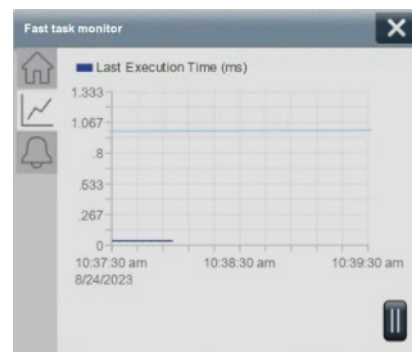 Fast task monitor
Last Execution Time (ms)
1.333
1.067
.8
.533
.267
0
10:37:30 am
10:38:30 am
10:39:30 am
8/24/2023